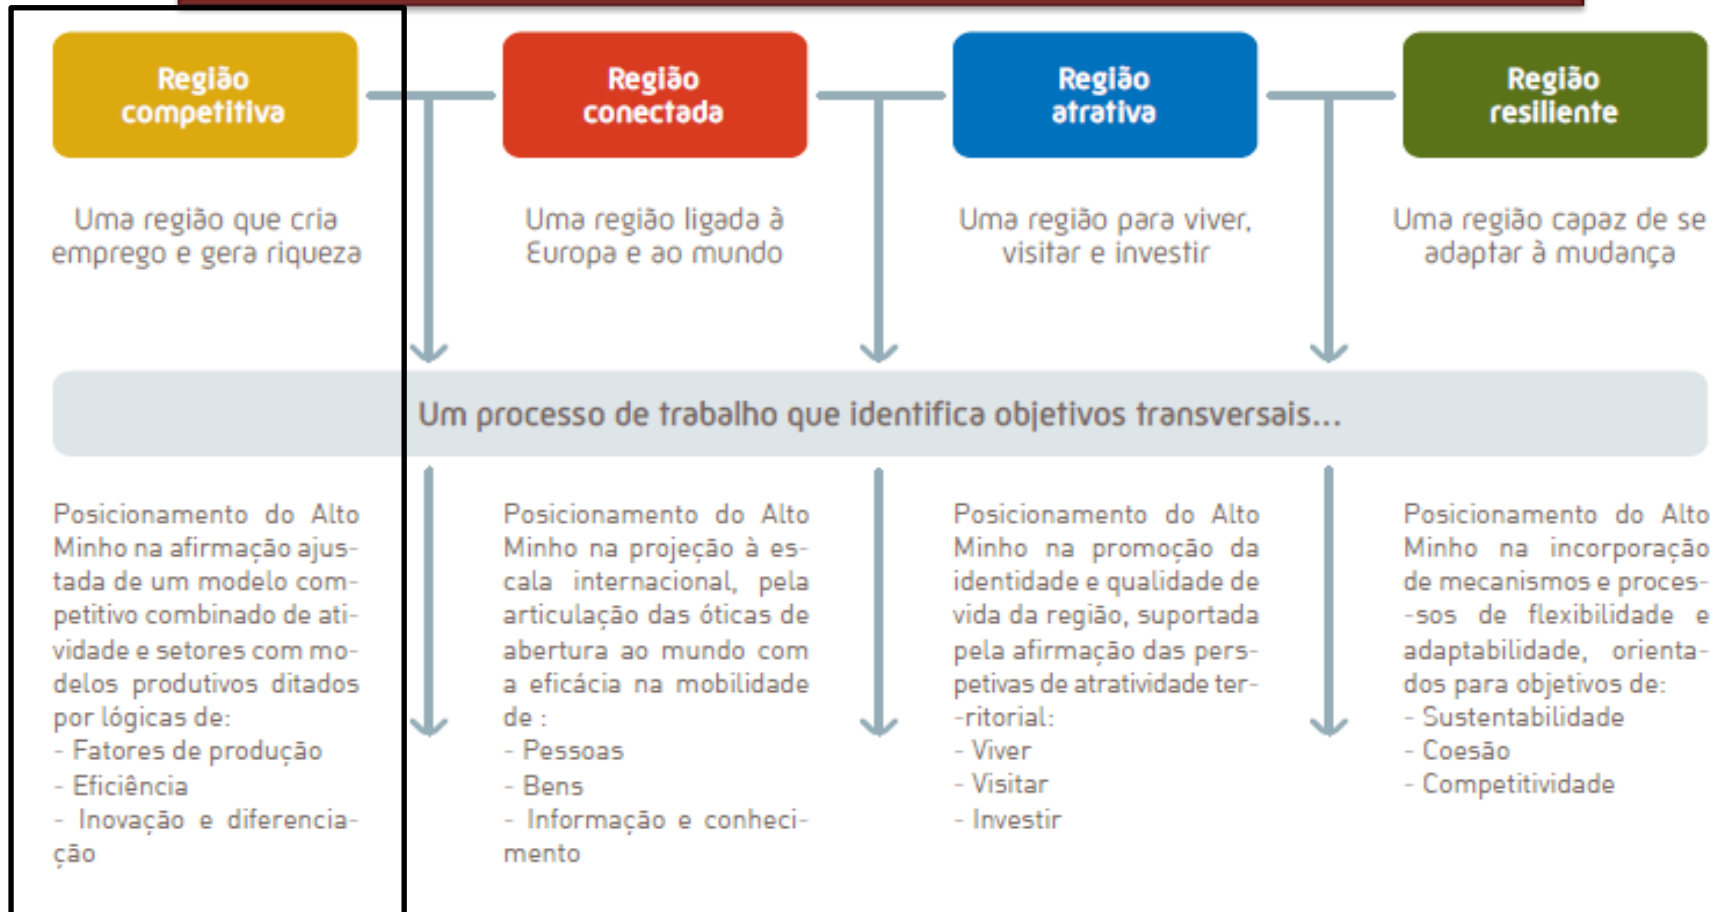 Região
competitiva
Região
conectada
Região
atrativa
Região
resiliente
Uma região que cria
emprego e gera riqueza
Uma região ligada à
Europa e ao mundo
Uma região para viver,
visitar e investir
Uma região capaz de se
adaptar à mudança
Um processo de trabalho que identifica objetivos transversais...
Posicionamento do Alto
Minho na afirmação ajus-
tada de um modelo com-
petitivo combinado de ati-
vidade e setores com mo-
delos produtivos ditados
por lógicas de:
- Fatores de produção
- Eficiência
- Inovação e diferencia-
ção
Posicionamento do Alto
Minho na projeção à es-
cala internacional, pela
articulação das óticas de
abertura ao mundo com
a eficácia na mobilidade
de :
- Pessoas
- Bens
- Informação e conheci-
mento
Posicionamento do Alto
Minho na promoção da
identidade e qualidade de
vida da região, suportada
pela afirmação das pers-
petivas de atratividade ter-
-ritorial:
- Viver
- Visitar
- Investir
Posicionamento do Alto
Minho na incorporação
de mecanismos e proces-
-sos de flexibilidade e
adaptabilidade, orienta-
dos para objetivos de:
- Sustentabilidade
- Coesão
- Competitividade